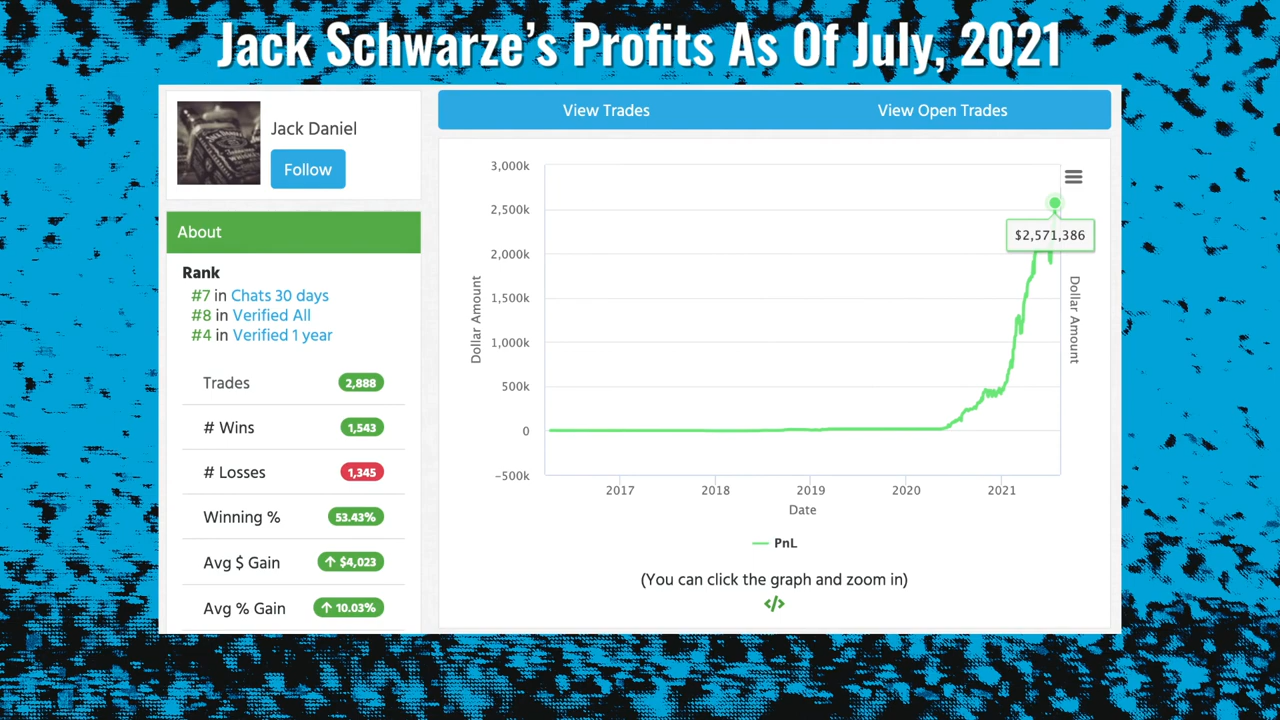 Jack Schwarze's Profits As Of July, 2021
Jack Daniel
Follow
About
Rank
#7 in Chats 30 days
#8 in Verified All
#4 in Verified 1 year
Trades 2,888
# Wins 1,543
# Losses 1,345
Winning % 53.43%
Avg $ Gain ↑ $4,023
Avg % Gain ↑ 10.03%
View Trades View Open Trades
3,000k
2,500k
2,000k
1,500k
1,000k
500k
0
−500k
Dollar Amount
$2,571,386
Dollar Amount
2017 2018 2019 2020 2021
Date
PnL
(You can click the graph and zoom in)
</>